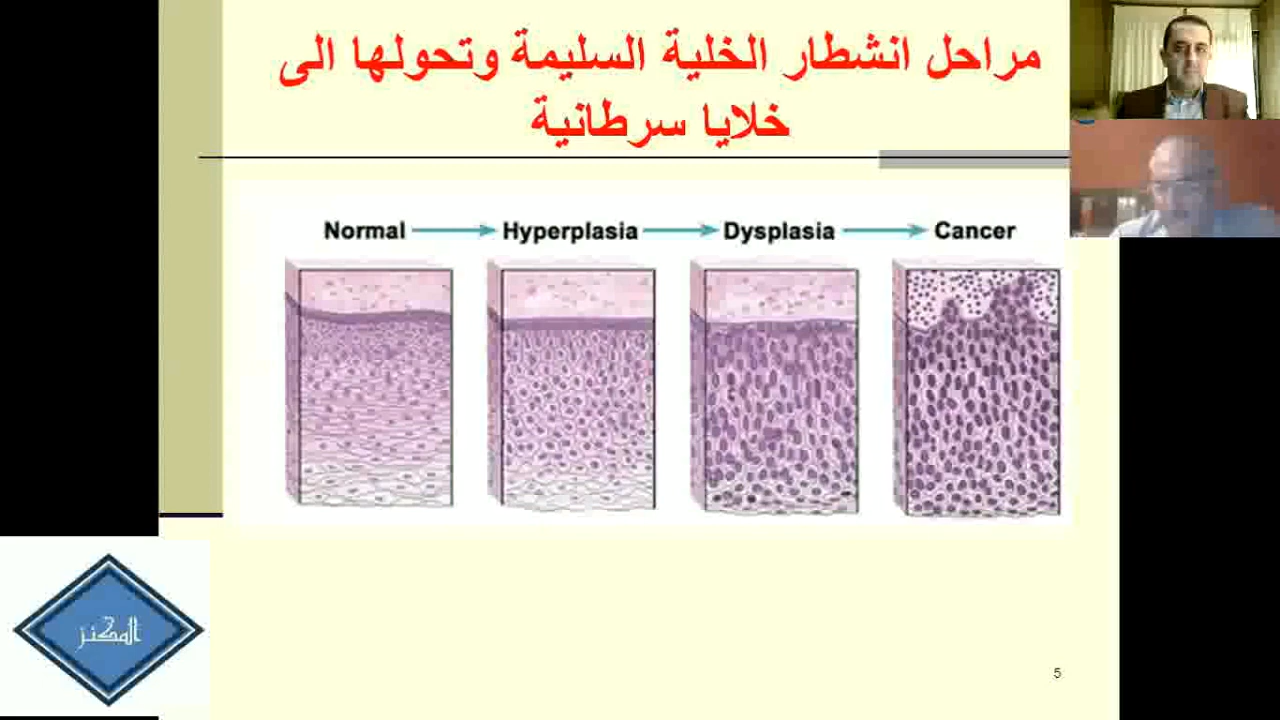 مراحل انشطار الخلية السليمة وتحولها الى
خلايا سرطانية
Normal Hyperplasia Dysplasia Cancer
المكنز
5